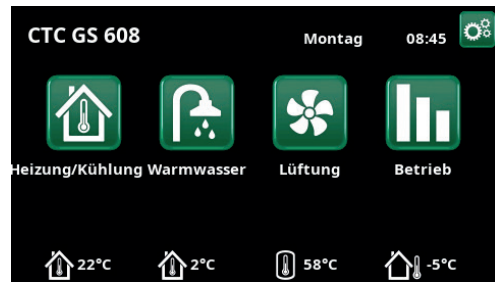 CTC GS 608 Montag 08:45
Heizung/Kühlung Warmwasser Lüftung Betrieb
22°C 2°C 58°C -5°C